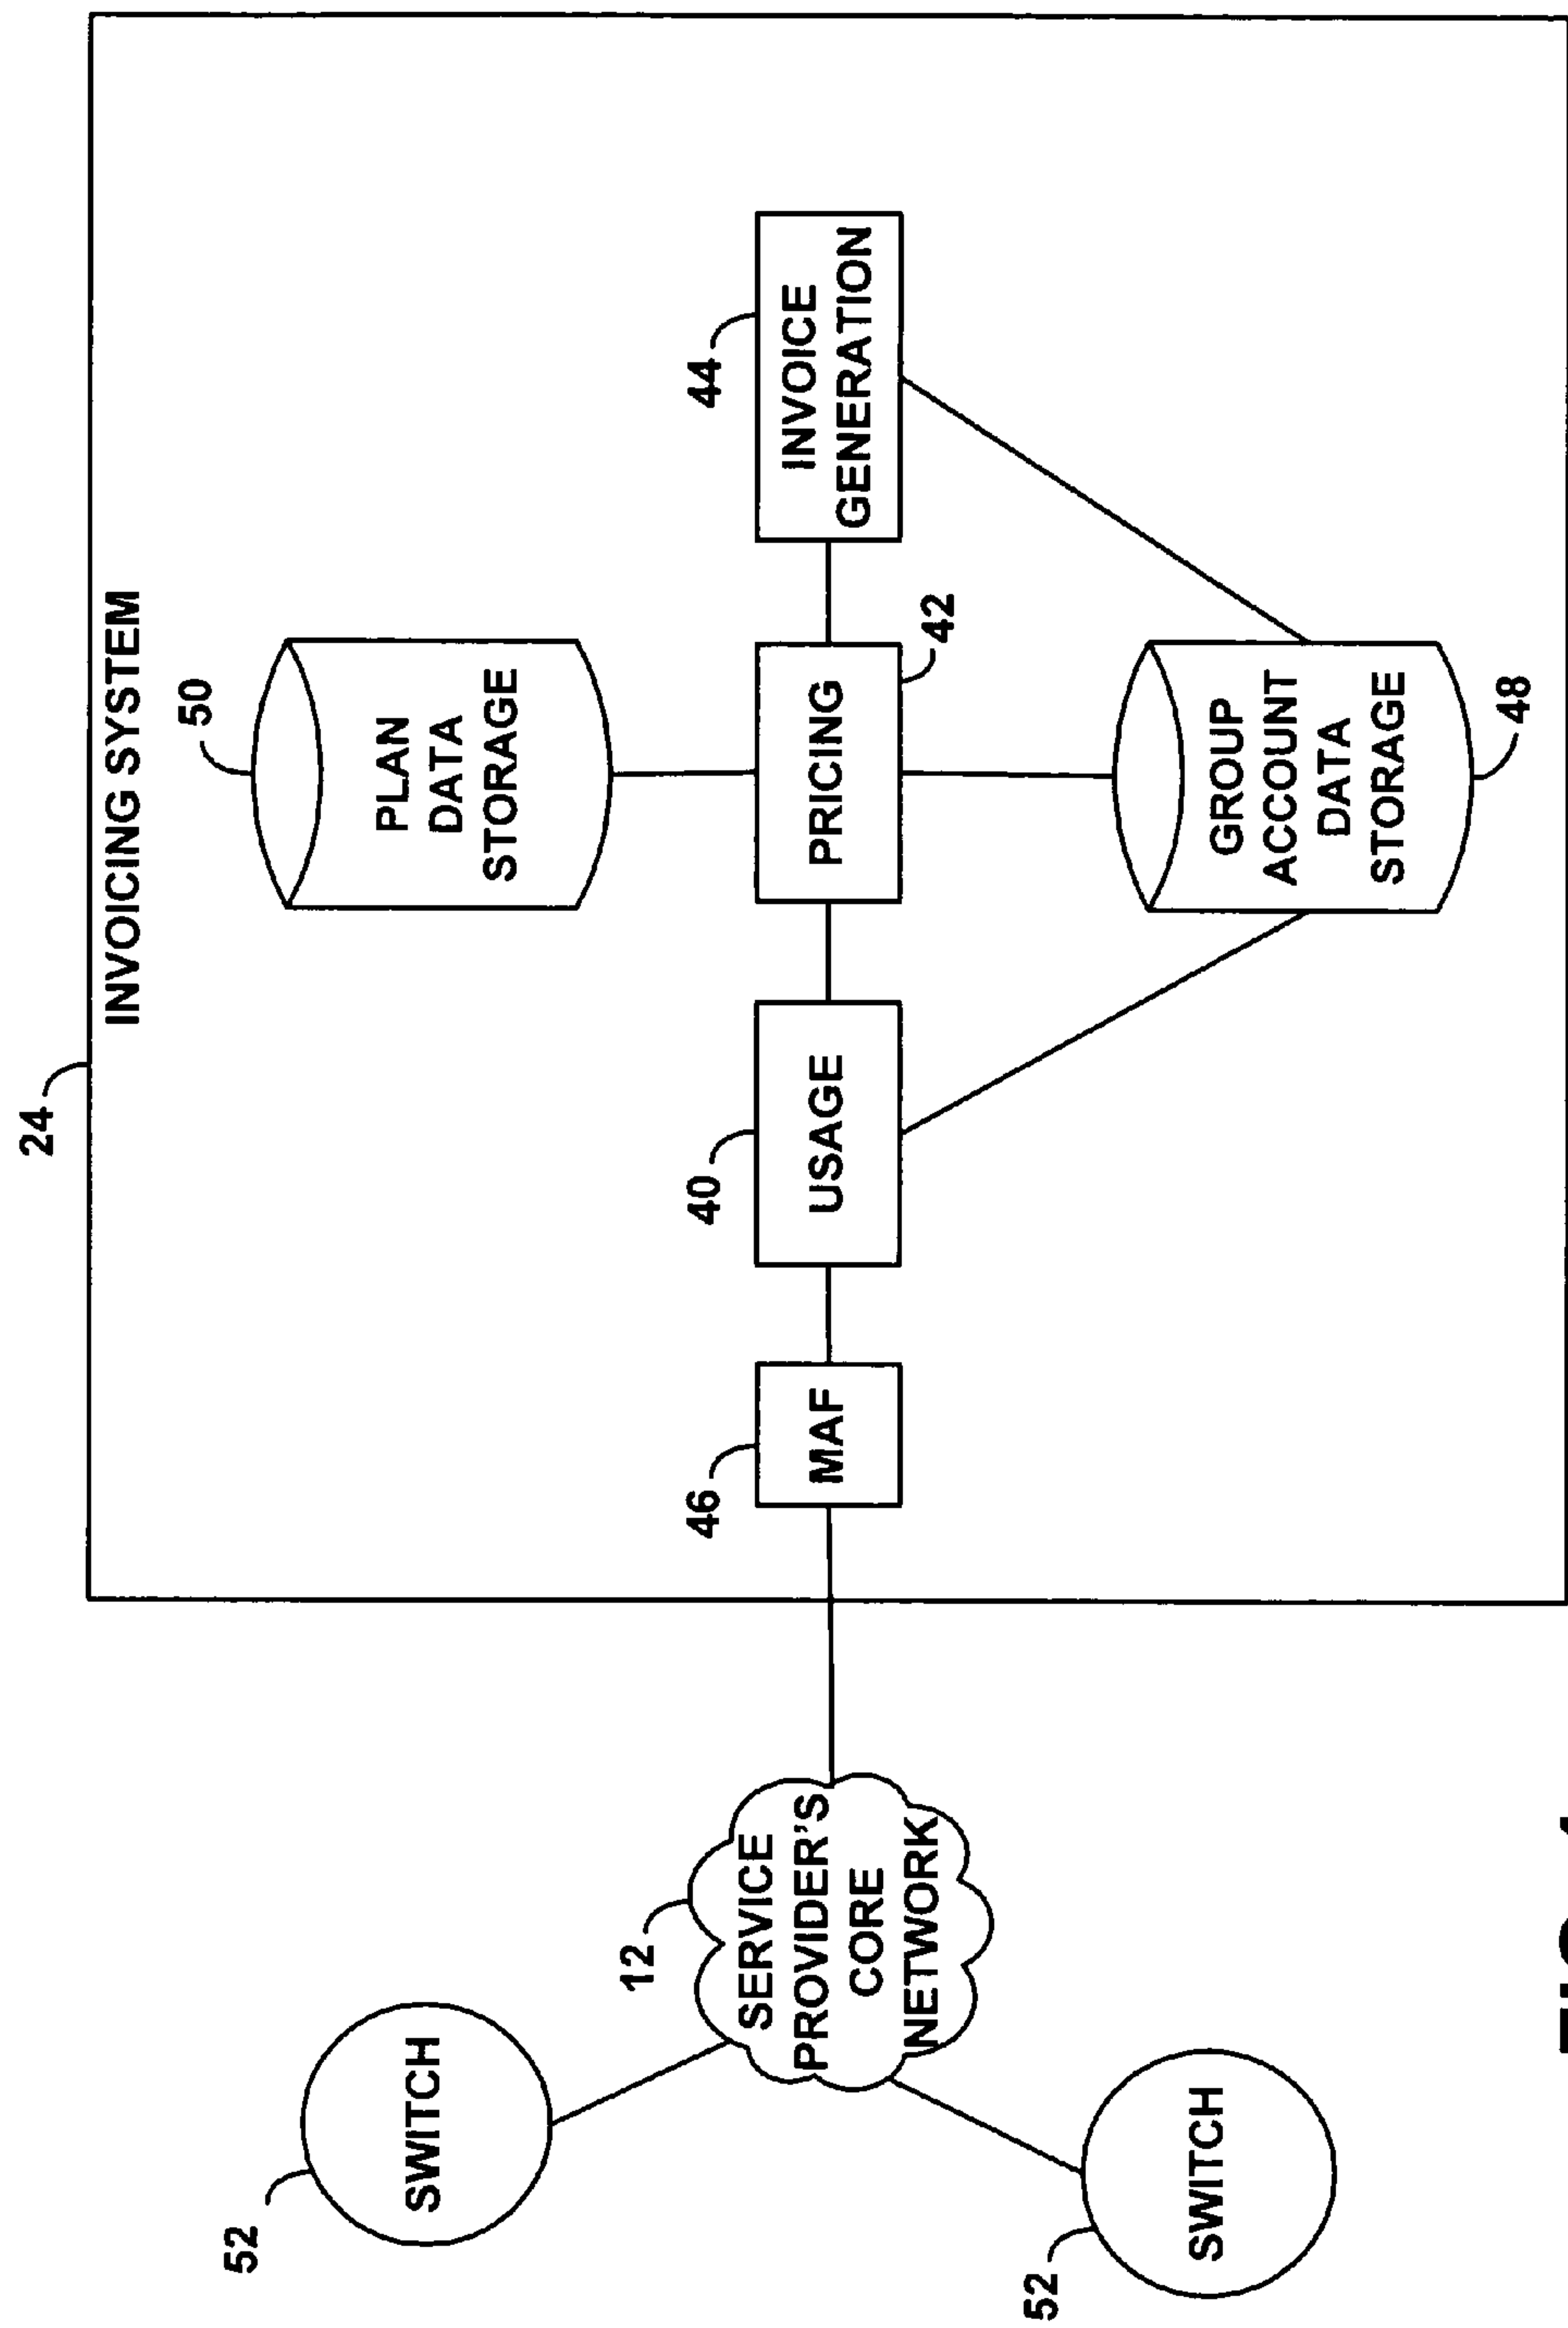 24
INVOICING SYSTEM
50
PLAN
DATA
STORAGE
52
SWITCH
12
SERVICE
PROVIDER'S
CORE
NETWORK
46
MAF
40
USAGE
PRICING
42
44
INVOICE
GENERATION
52
SWITCH
GROUP
ACCOUNT
DATA
STORAGE
48